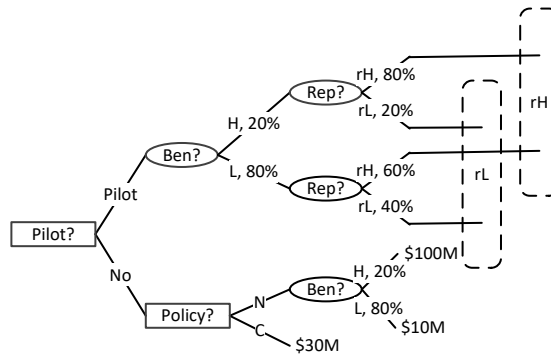 rH, 80%
Rep?
rL, 20%
rH
H, 20%
Ben?
L, 80%
rH, 60%
rL
Rep?
rL, 40%
Pilot
Pilot?
No
H, 20%
$100M
N
Ben?
Policy?
L, 80%
C
$10M
$30M